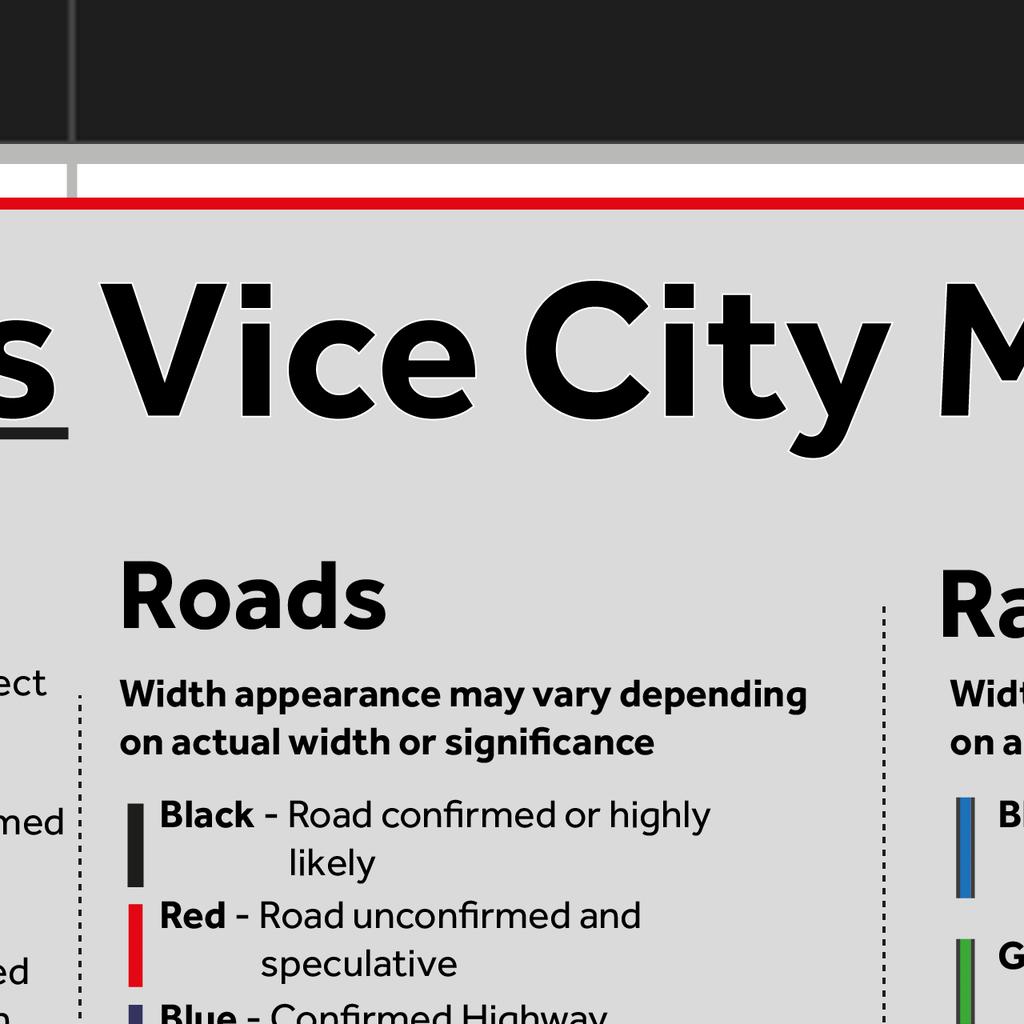 s Vice City M
Roads
Width appearance may vary depending
on actual width or significance
Black - Road confirmed or highly
likely
Red - Road unconfirmed and
speculative
Blue - Confirmed Highway
ect
med
ed
Ra
Widt
on a
Bl
G